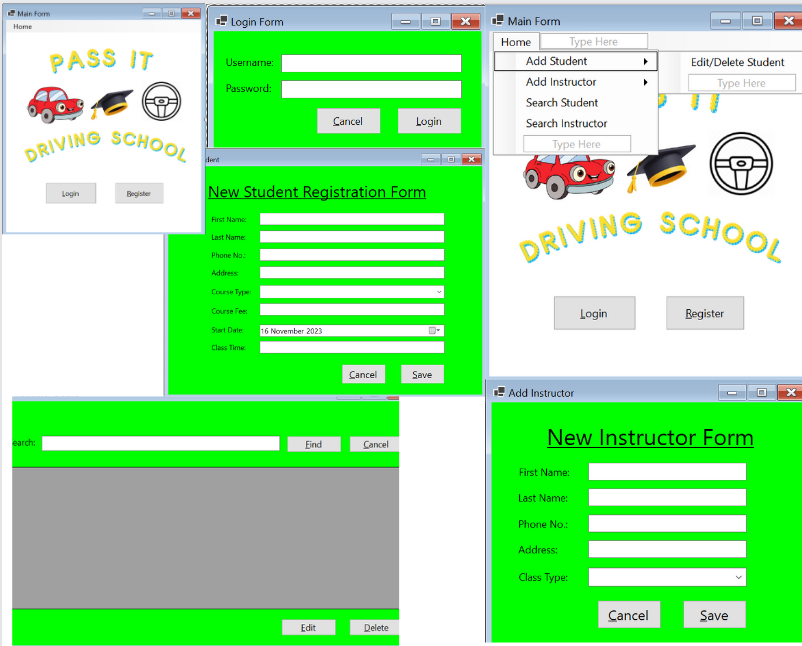 Main Form
Home
PASS IT
DRIVING SCHOOL
Login
Register
Login Form
Username:
Password:
Cancel
Login
Main Form
Home
Type Here
Add Student
Edit/Delete Student
Add Instructor
Type Here
Search Student
Search Instructor
Type Here
IT
DRIVING SCHOOL
Login
Register
dent
New Student Registration Form
First Name:
Last Name:
Phone No.:
Address:
Course Type:
Course Fee:
Start Date:
16 November 2023
Class Time:
Cancel
Save
earch:
Find
Cancel
Edit
Delete
Add Instructor
New Instructor Form
First Name:
Last Name:
Phone No.:
Address:
Class Type:
Cancel
Save